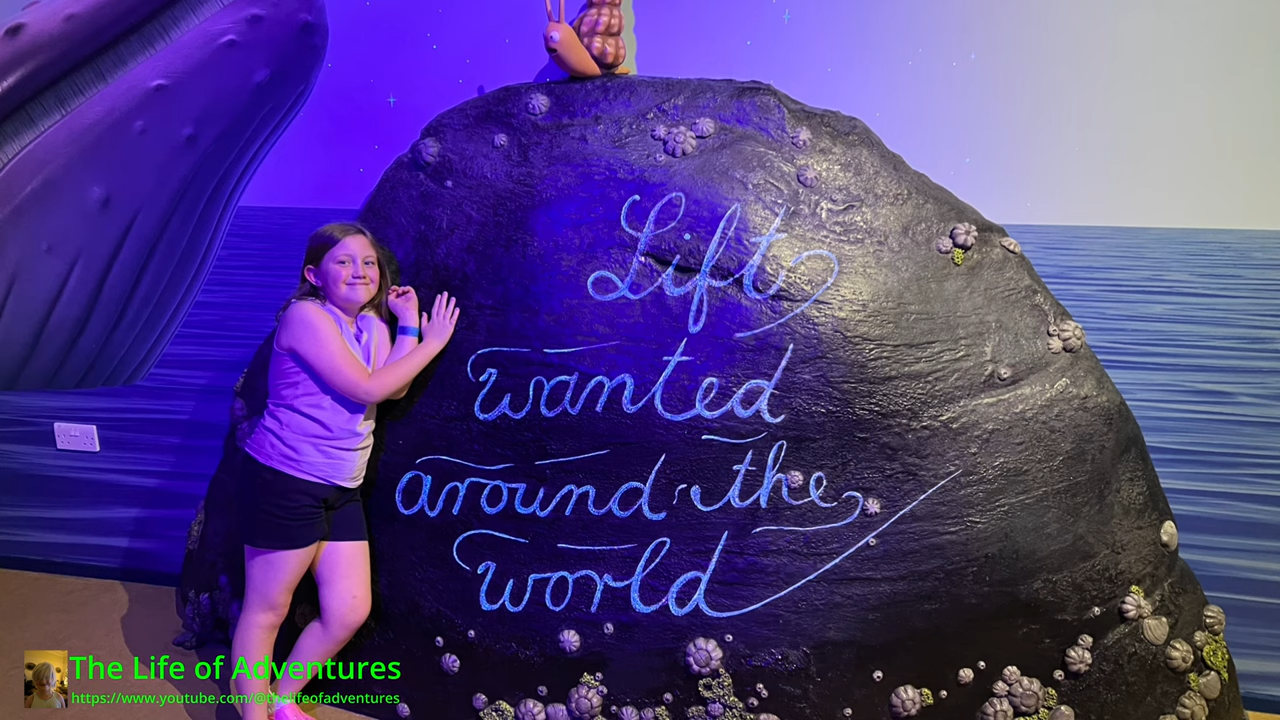 Lift
wanted
around the
world
The Life of Adventures
https://www.youtube.com/@thelifeofadventures